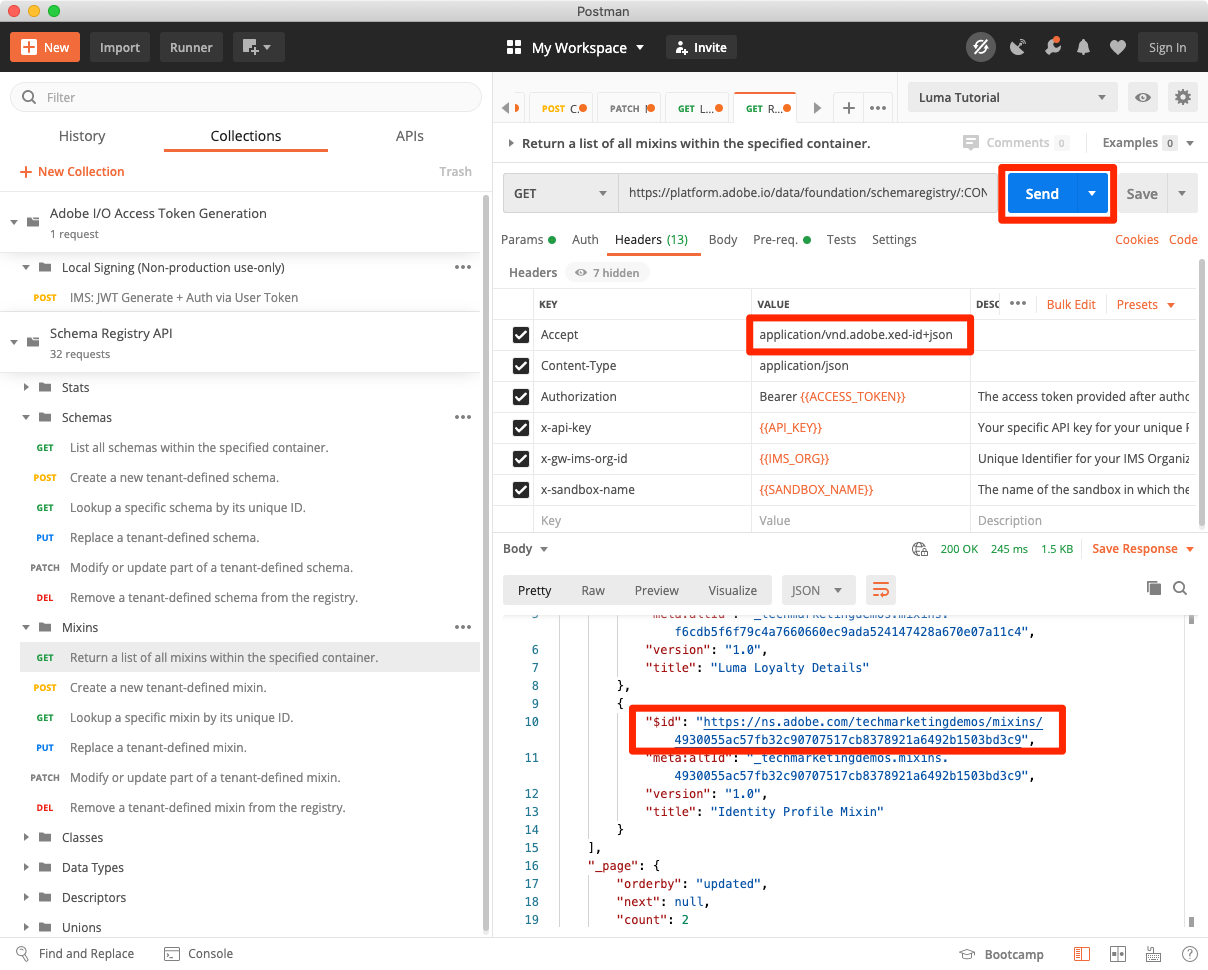 Postman
New
Import
Runner
My Workspace
Invite
Sign In
Filter
History
Collections
APIs
New Collection
Trash
Adobe I/O Access Token Generation
1 request
Local Signing (Non-production use-only)
POST IMS: JWT Generate + Auth via User Token
Schema Registry API
32 requests
Stats
Schemas
GET List all schemas within the specified container.
POST Create a new tenant-defined schema.
GET Lookup a specific schema by its unique ID.
PUT Replace a tenant-defined schema.
PATCH Modify or update part of a tenant-defined schema.
DEL Remove a tenant-defined schema from the registry.
Mixins
GET Return a list of all mixins within the specified container.
POST Create a new tenant-defined mixin.
GET Lookup a specific mixin by its unique ID.
PUT Replace a tenant-defined mixin.
PATCH Modify or update part of a tenant-defined mixin.
DEL Remove a tenant-defined mixin from the registry.
Classes
Data Types
Descriptors
Unions
POST C.
PATCH
GET L...
GET R...
Luma Tutorial
Return a list of all mixins within the specified container.
Comments 0
Examples 0
GET
https://platform.adobe.io/data/foundation/schemaregistry/:CON
Send
Save
Params
Auth
Headers (13)
Body
Pre-req.
Tests
Settings
Cookies
Code
Headers
7 hidden
KEY VALUE DESC
Bulk Edit
Presets
Accept application/vnd.adobe.xed-id+json
Content-Type application/json
Authorization Bearer {{ACCESS_TOKEN}} The access token provided after autho
x-api-key {{API_KEY}} Your specific API key for your unique
x-gw-ims-org-id {{IMS_ORG}} Unique Identifier for your IMS Organiz
x-sandbox-name {{SANDBOX_NAME}} The name of the sandbox in which the
Key Value Description
Body
200 OK 245 ms 1.5 KB
Save Response
Pretty
Raw
Preview
Visualize
JSON
5 "meta:altId": "_techmarketingdemos.mixins.
f6cdb5f6f79c4a7660660ec9ada524147428a670e07a11c4",
6 "version": "1.0",
7 "title": "Luma Loyalty Details"
8 },
9 {
10 "$id": "https://ns.adobe.com/techmarketingdemos/mixins/
4930055ac57fb32c90707517cb8378921a6492b1503bd3c9",
11 "meta:altId": "_techmarketingdemos.mixins.
4930055ac57fb32c90707517cb8378921a6492b1503bd3c9",
12 "version": "1.0",
13 "title": "Identity Profile Mixin"
14 }
15 ],
16 "_page": {
17 "orderby": "updated",
18 "next": null,
19 "count": 2
Find and Replace
Console
Bootcamp